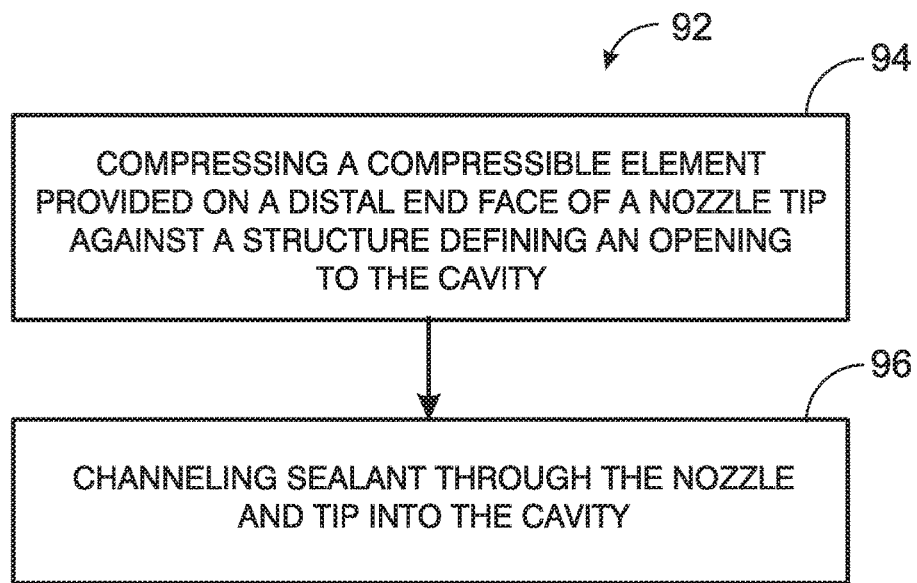 92
94
COMPRESSING A COMPRESSIBLE ELEMENT
PROVIDED ON A DISTAL END FACE OF A NOZZLE TIP
AGAINST A STRUCTURE DEFINING AN OPENING
TO THE CAVITY
96
CHANNELING SEALANT THROUGH THE NOZZLE
AND TIP INTO THE CAVITY